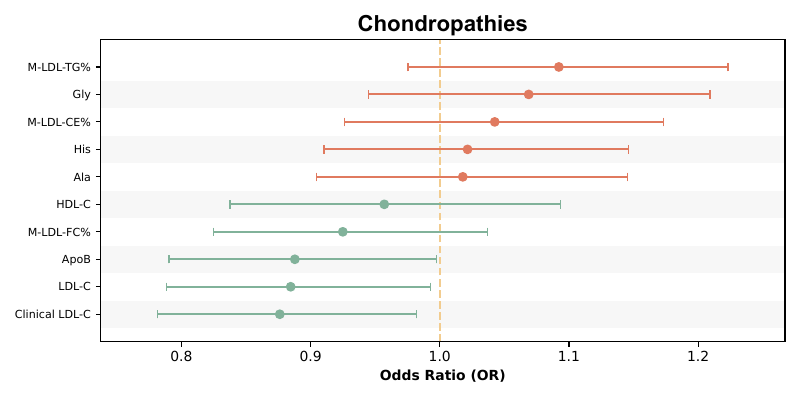 Chondropathies
M-LDL-TG%
Gly
M-LDL-CE%
His
Ala
HDL-C
M-LDL-FC%
ApoB
LDL-C
Clinical LDL-C
0.8 0.9 1.0 1.1 1.2
Odds Ratio (OR)